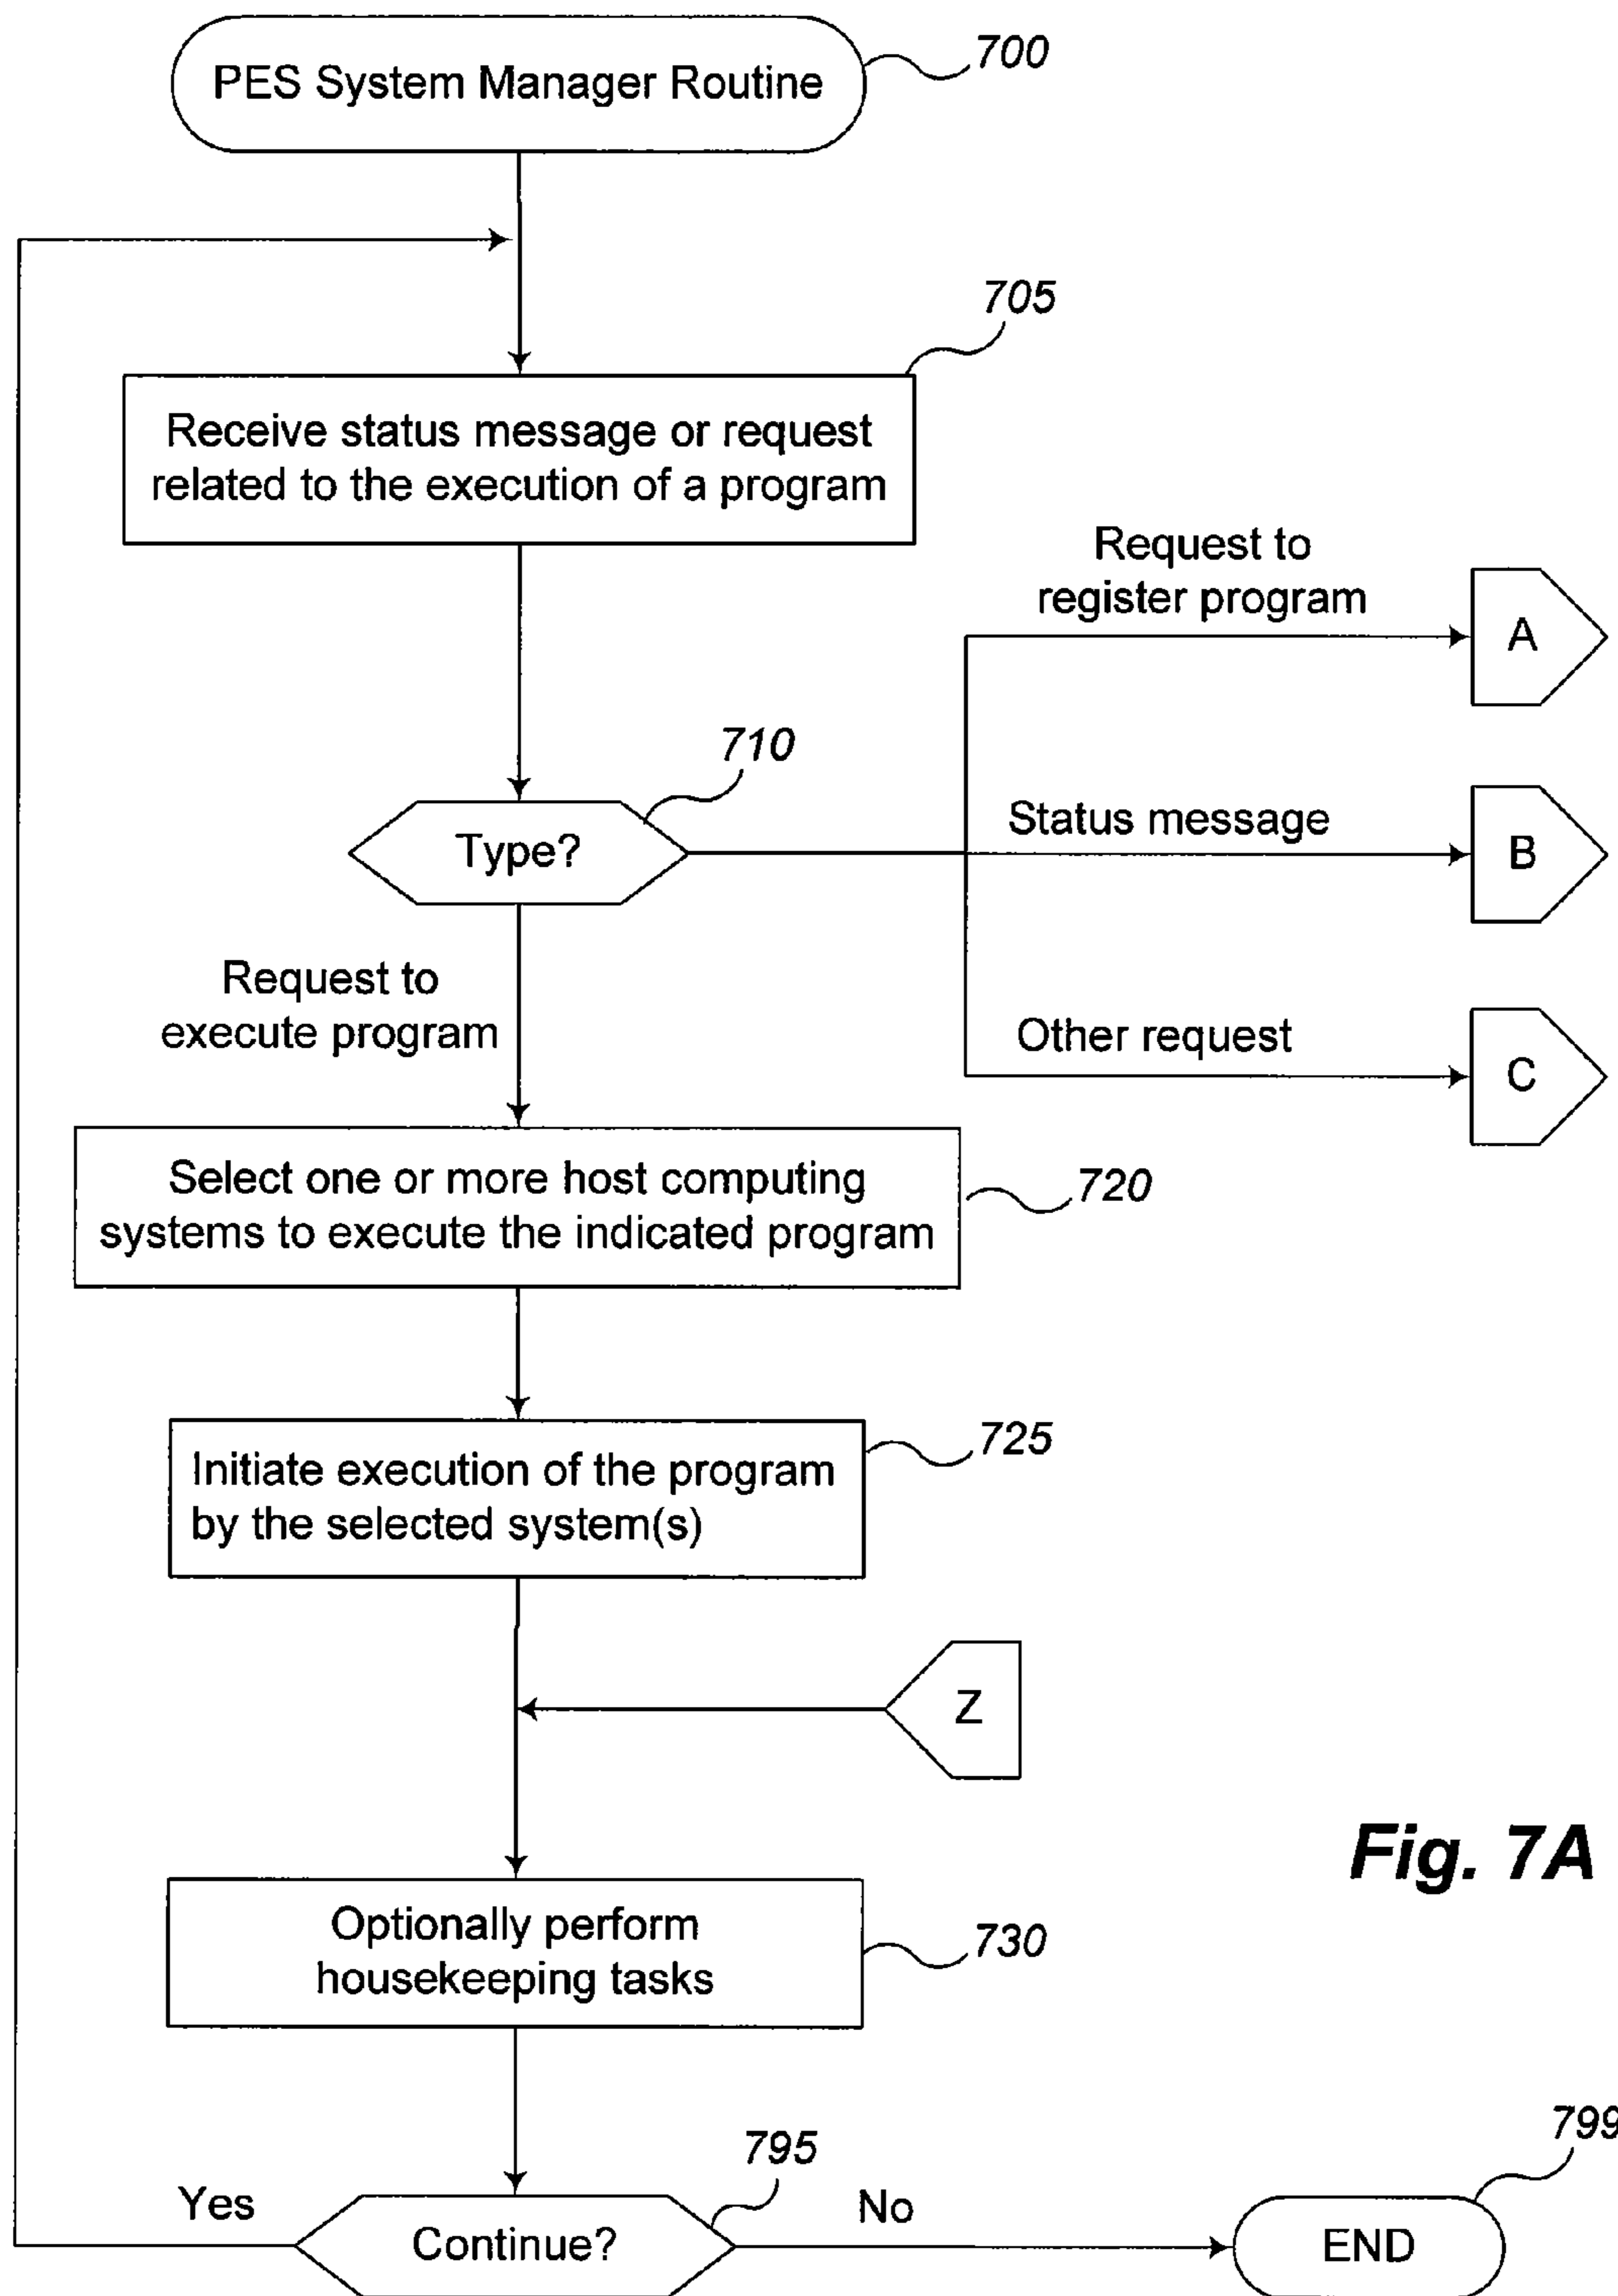 PES System Manager Routine
700
705
Receive status message or request
related to the execution of a program
Request to
register program
A
710
Type?
Status message
B
Request to
execute program
Other request
C
Select one or more host computing
systems to execute the indicated program
720
Initiate execution of the program
by the selected system(s)
725
Z
Fig. 7A
Optionally perform
housekeeping tasks
730
795
799
Yes
Continue?
No
END